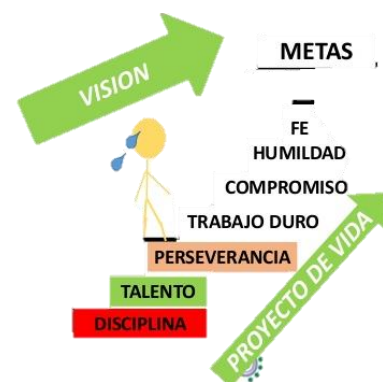 METAS
VISION
FE
HUMILDAD
COMPROMISO
TRABAJO DURO
PERSEVERANCIA
TALENTO
DISCIPLINA
PROYECTO DE VIDA